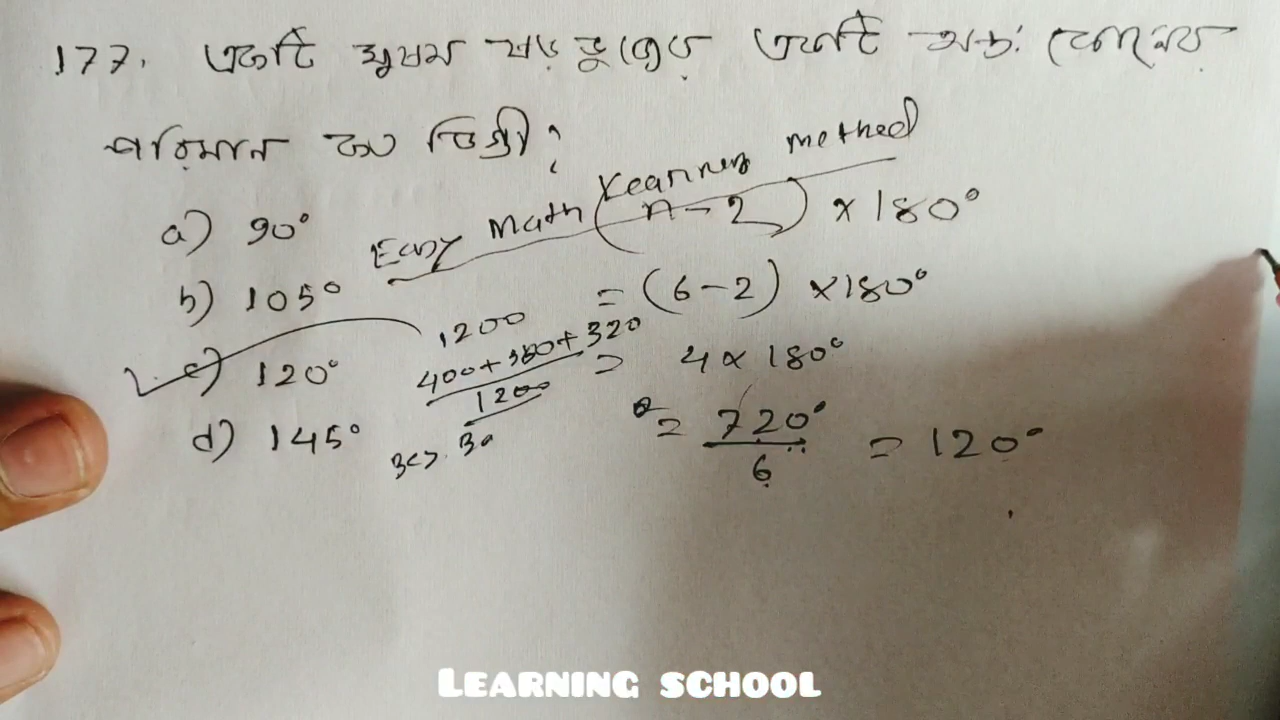 177. একটি সুষম ষড়ভুজের একটি অন্তঃ কোণের
পরিমান কত ডিগ্রী?
a) 90°
b) 105°
c) 120°
d) 145°
Easy Math Learning method
(n-2) × 180°
= (6-2) ×180°
= 4 × 180°
= 720°
6
= 120°
1200
400+380+320
1200
LEARNING SCHOOL